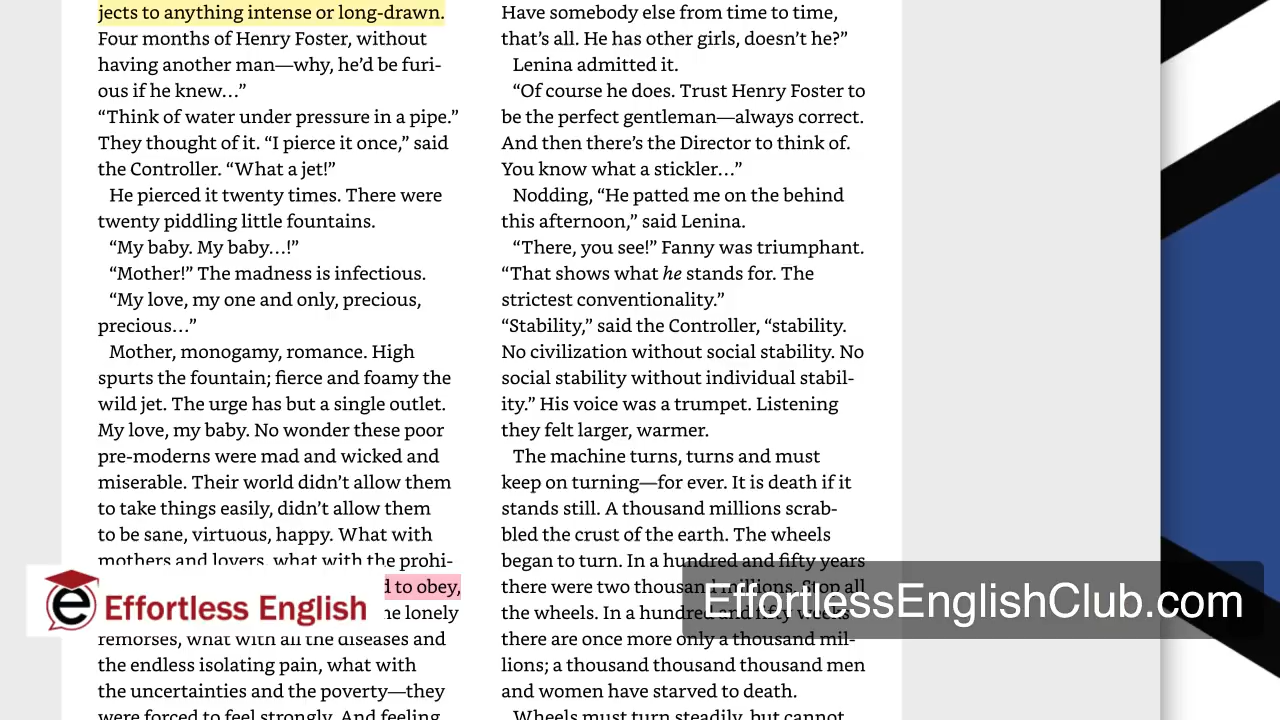 jects to anything intense or long-drawn.
Four months of Henry Foster, without
having another man—why, he’d be furi-
ous if he knew…”
“Think of water under pressure in a pipe.”
They thought of it. “I pierce it once,” said
the Controller. “What a jet!”
He pierced it twenty times. There were
twenty piddling little fountains.
“My baby. My baby…!”
“Mother!” The madness is infectious.
“My love, my one and only, precious,
precious…”
Mother, monogamy, romance. High
spurts the fountain; fierce and foamy the
wild jet. The urge has but a single outlet.
My love, my baby. No wonder these poor
pre-moderns were mad and wicked and
miserable. Their world didn’t allow them
to take things easily, didn’t allow them
to be sane, virtuous, happy. What with
mothers and lovers, what with the prohi-
to obey,
lonely
remorses, what with all the diseases and
the endless isolating pain, what with
the uncertainties and the poverty—they
were forced to feel strongly. And feeling
Have somebody else from time to time,
that’s all. He has other girls, doesn’t he?”
Lenina admitted it.
“Of course he does. Trust Henry Foster to
be the perfect gentleman—always correct.
And then there’s the Director to think of.
You know what a stickler…”
Nodding, “He patted me on the behind
this afternoon,” said Lenina.
“There, you see!” Fanny was triumphant.
“That shows what he stands for. The
strictest conventionality.”
“Stability,” said the Controller, “stability.
No civilization without social stability. No
social stability without individual stabil-
ity.” His voice was a trumpet. Listening
they felt larger, warmer.
The machine turns, turns and must
keep on turning—for ever. It is death if it
stands still. A thousand millions scrab-
bled the crust of the earth. The wheels
began to turn. In a hundred and fifty years
there were two thousand millions. Stop all
the wheels. In a hundred and fifty weeks
there are once more only a thousand mil-
lions; a thousand thousand thousand men
and women have starved to death.
Wheels must turn steadily, but cannot
Effortless English
EffortlessEnglishClub.com